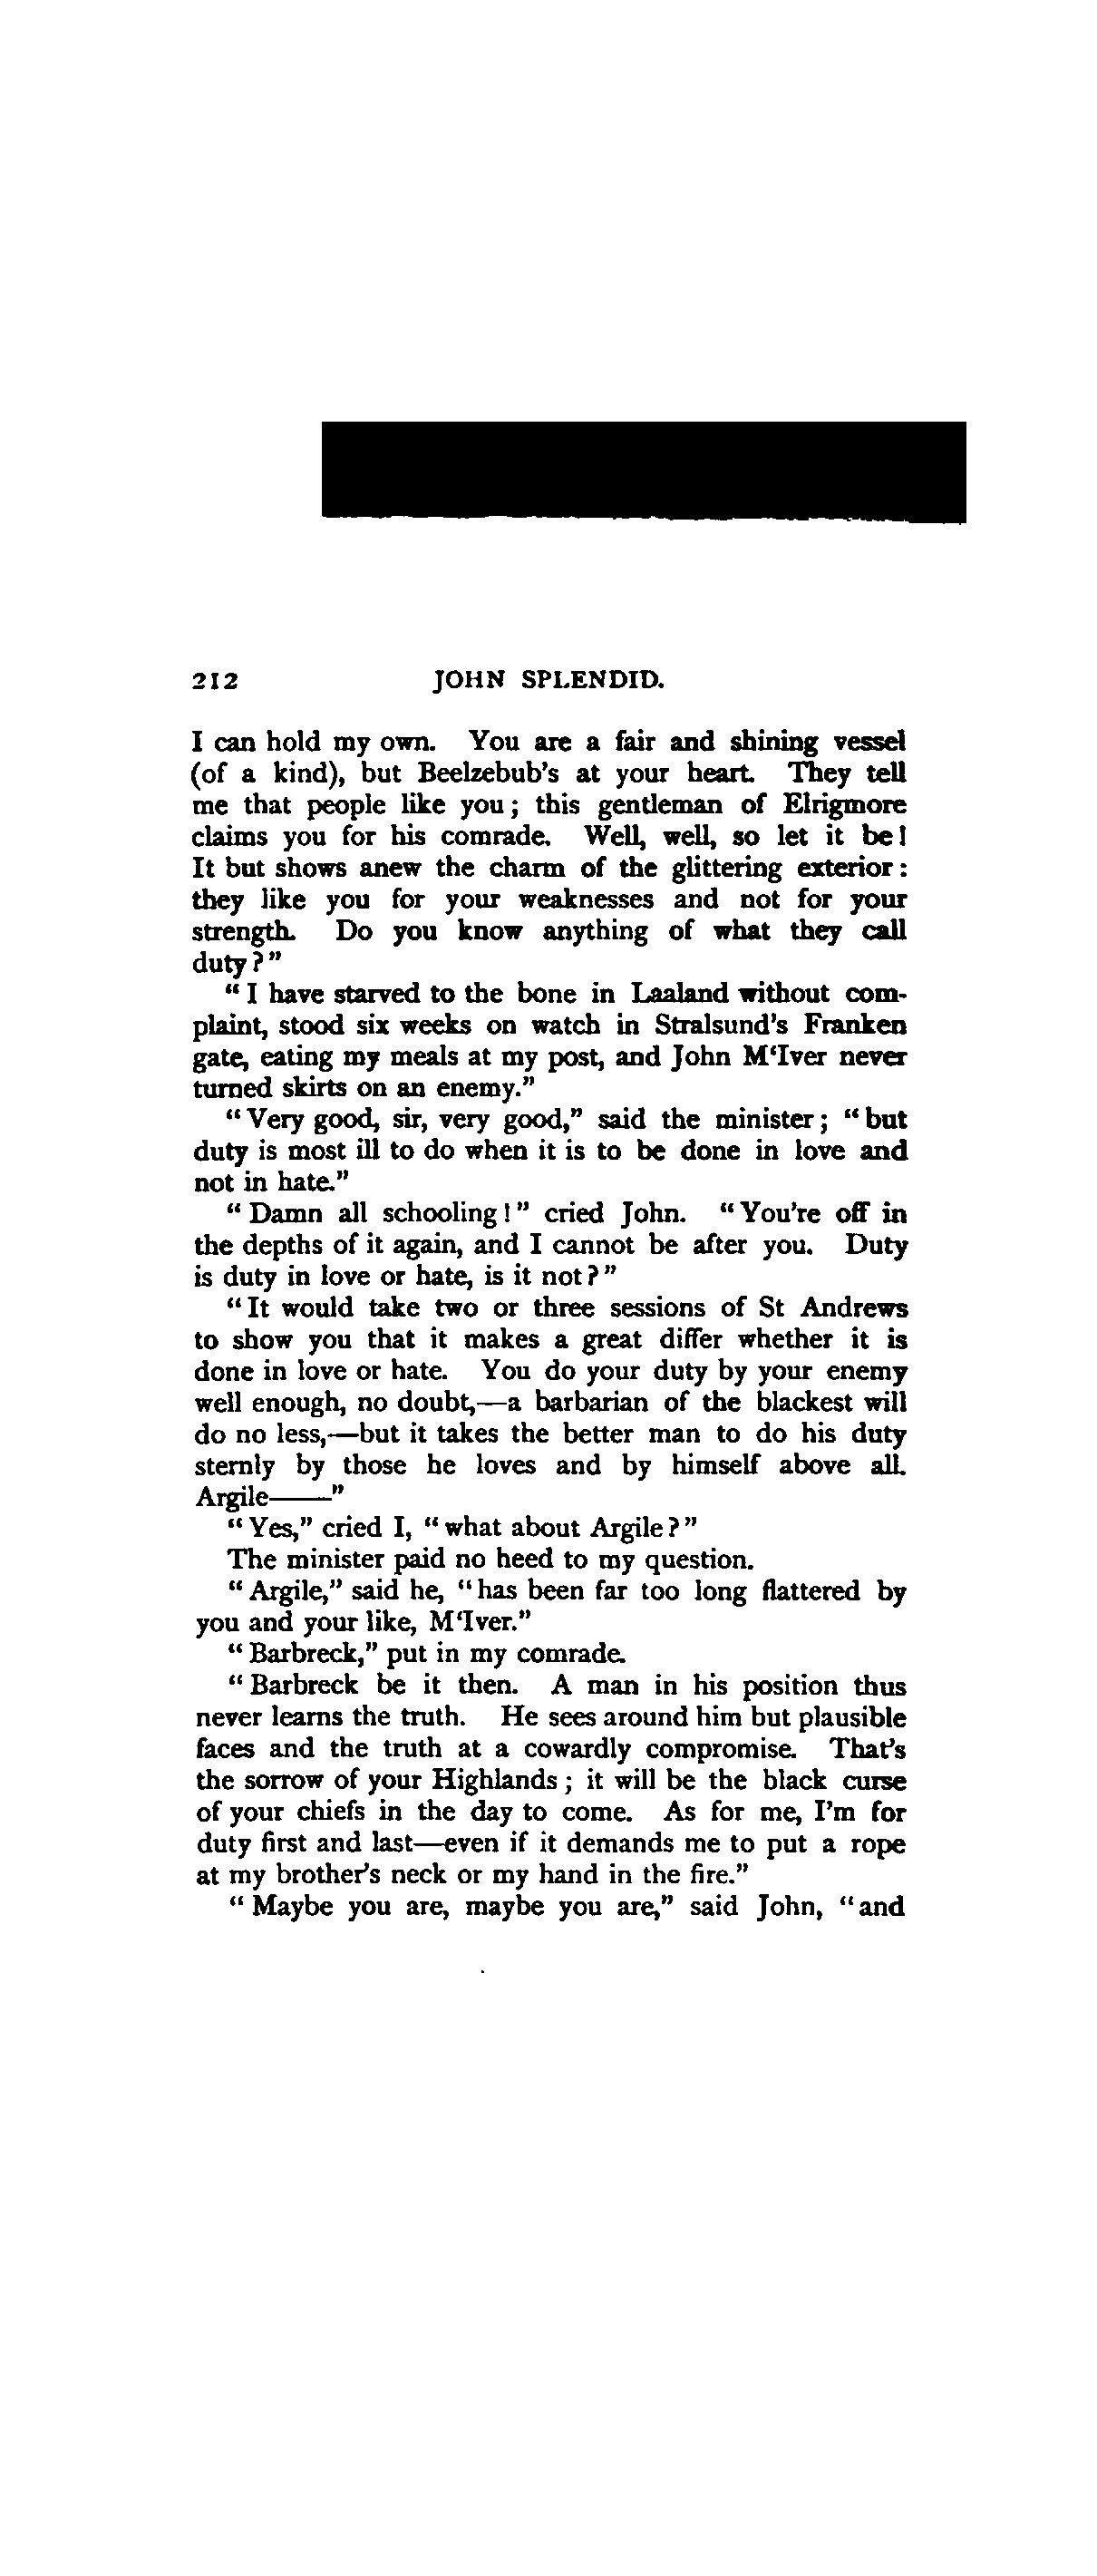 212 JOHN SPLENDID.
I can hold my own. You are a fair and shining vessel
(of a kind), but Beelzebub's at your heart. They tell
me that people like you; this gentleman of Elrigmore
claims you for his comrade. Well, well, so let it be!
It but shows anew the charm of the glittering exterior:
they like you for your weaknesses and not for your
strength. Do you know anything of what they call
duty?"
"I have starved to the bone in Laaland without com-
plaint, stood six weeks on watch in Stralsund's Franken
gate, eating my meals at my post, and John M'Iver never
turned skirts on an enemy."
"Very good, sir, very good," said the minister; "but
duty is most ill to do when it is to be done in love and
not in hate."
"Damn all schooling!" cried John. "You're off in
the depths of it again, and I cannot be after you. Duty
is duty in love or hate, is it not?"
"It would take two or three sessions of St Andrews
to show you that it makes a great differ whether it is
done in love or hate. You do your duty by your enemy
well enough, no doubt,—a barbarian of the blackest will
do no less,—but it takes the better man to do his duty
sternly by those he loves and by himself above all.
Argile——"
"Yes," cried I, "what about Argile?"
The minister paid no heed to my question.
"Argile," said he, "has been far too long flattered by
you and your like, M'Iver."
"Barbreck," put in my comrade.
"Barbreck be it then. A man in his position thus
never learns the truth. He sees around him but plausible
faces and the truth at a cowardly compromise. That's
the sorrow of your Highlands; it will be the black curse
of your chiefs in the day to come. As for me, I'm for
duty first and last—even if it demands me to put a rope
at my brother's neck or my hand in the fire."
"Maybe you are, maybe you are," said John, "and